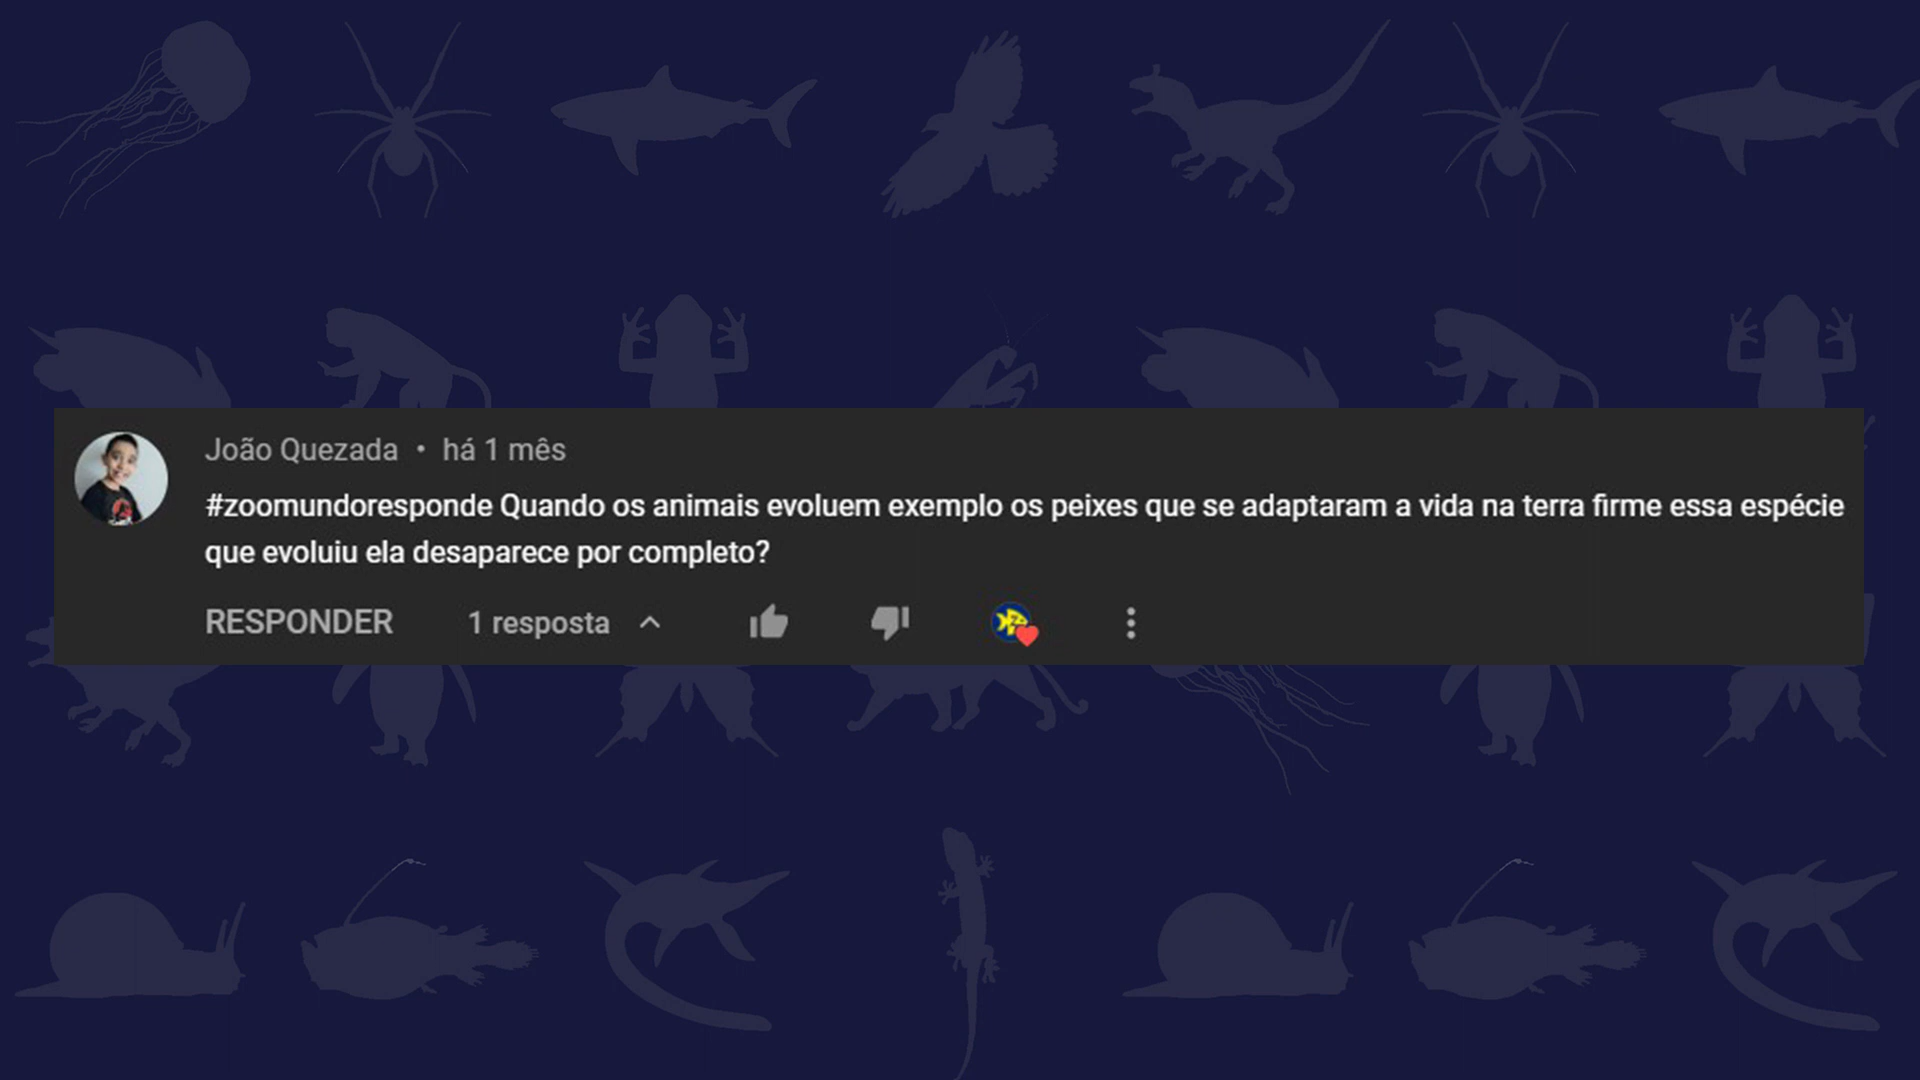 João Quezada • há 1 mês
#zoomundoresponde Quando os animais evoluem exemplo os peixes que se adaptaram a vida na terra firme essa espécie
que evoluiu ela desaparece por completo?
RESPONDER 1 resposta